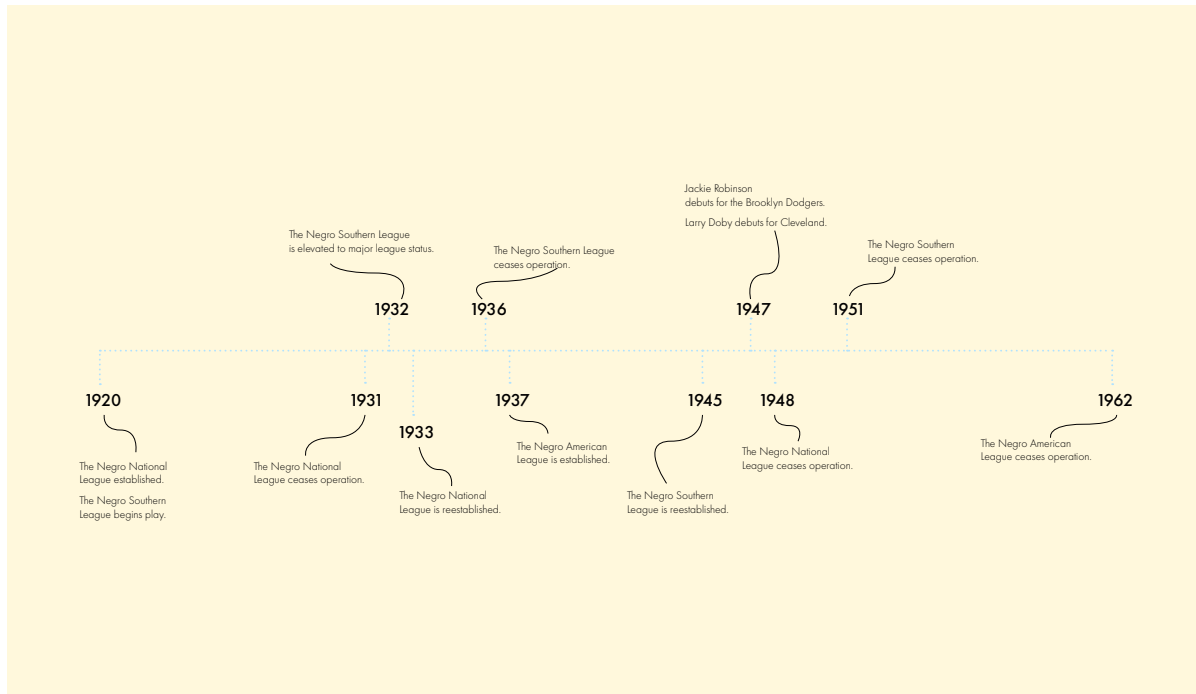 Jackie Robinson
debuts for the Brooklyn Dodgers.
Larry Doby debuts for Cleveland.
The Negro Southern League
is elevated to major league status.
The Negro Southern League
ceases operation.
The Negro Southern
League ceases operation.
1932
1936
1947
1951
1920
1931
1933
1937
1945
1948
1962
The Negro National
League established.
The Negro Southern
League begins play.
The Negro National
League ceases operation.
The Negro National
League is reestablished.
The Negro American
League is established.
The Negro Southern
League is reestablished.
The Negro National
League ceases operation.
The Negro American
League ceases operation.